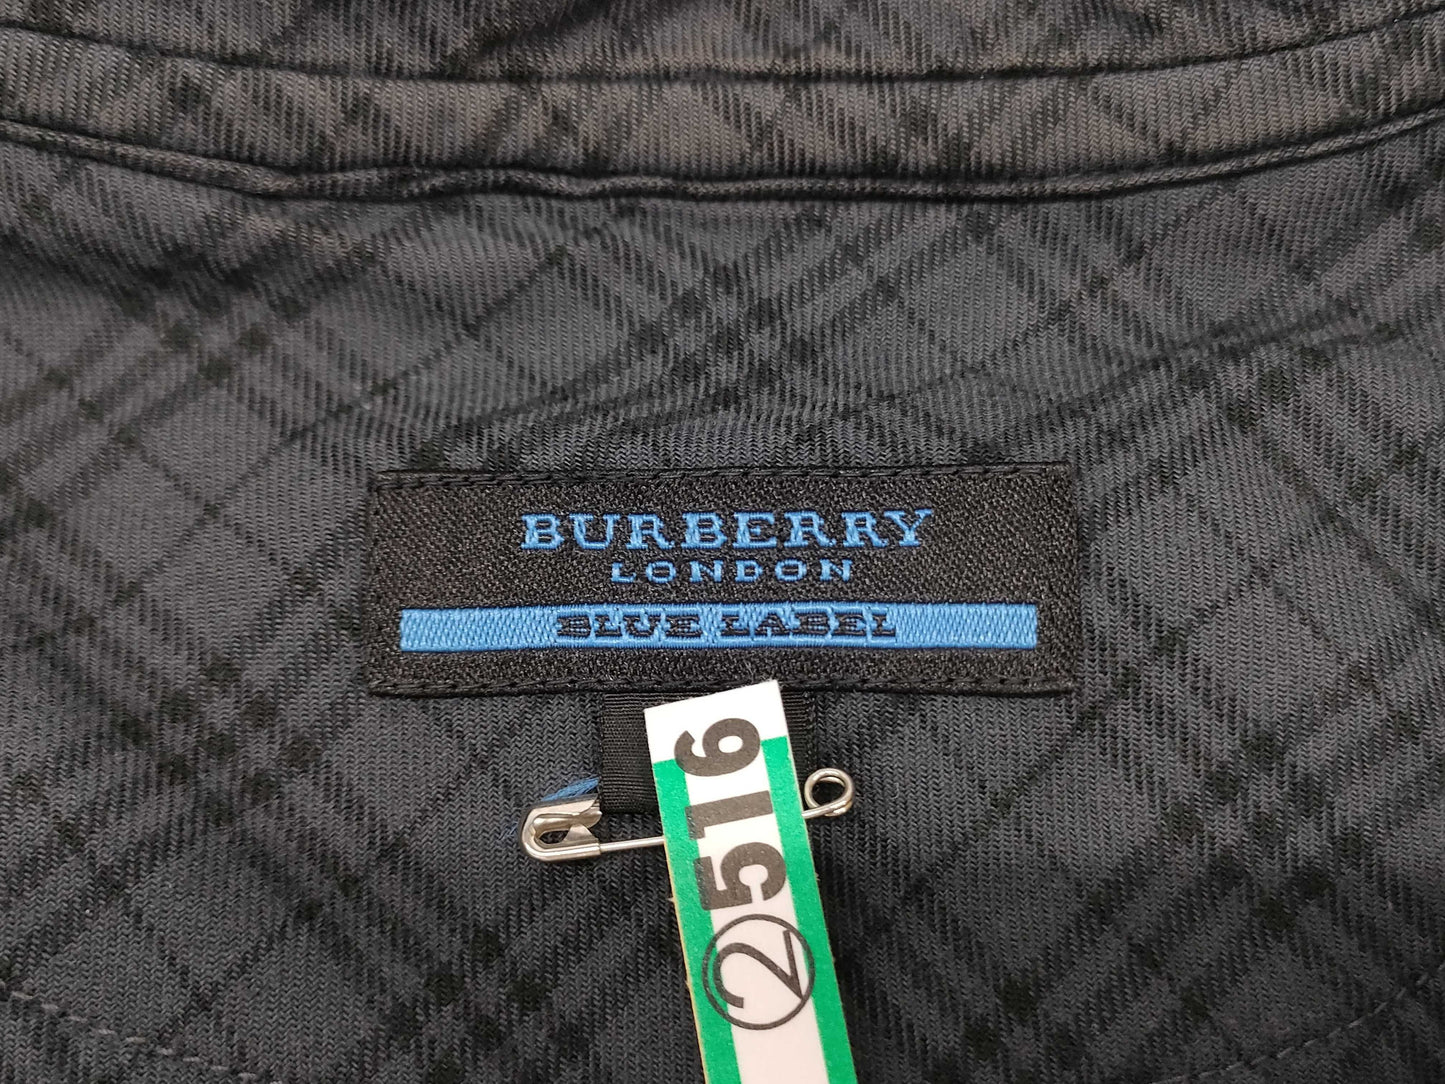 BURBERRY
LONDON
BLUE LABEL
②516